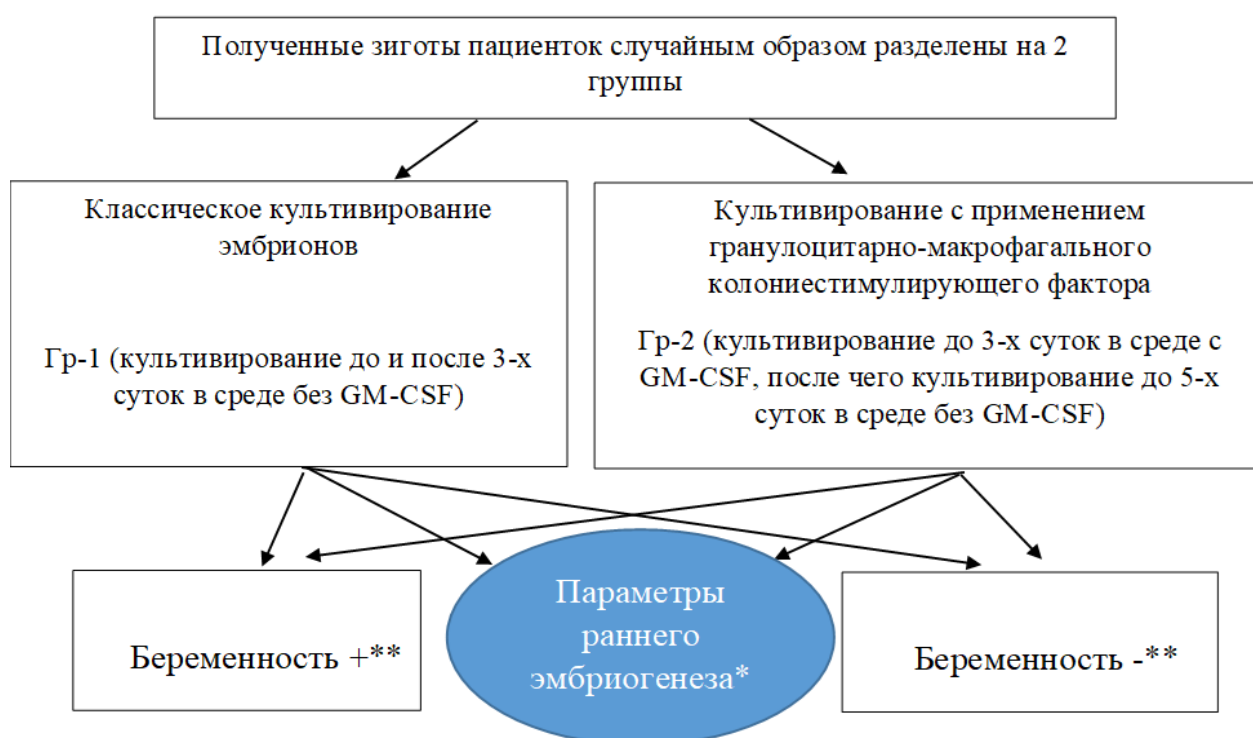 Полученные зиготы пациенток случайным образом разделены на 2
группы
Классическое культивирование
эмбрионов
Гр-1 (культивирование до и после 3-х
суток в среде без GM-CSF)
Культивирование с применением
гранулоцитарно-макрофагального
колониестимулирующего фактора
Гр-2 (культивирование до 3-х суток в среде с
GM-CSF, после чего культивирование до 5-х
суток в среде без GM-CSF)
Беременность +**
Параметры
раннего
эмбриогенеза*
Беременность -**